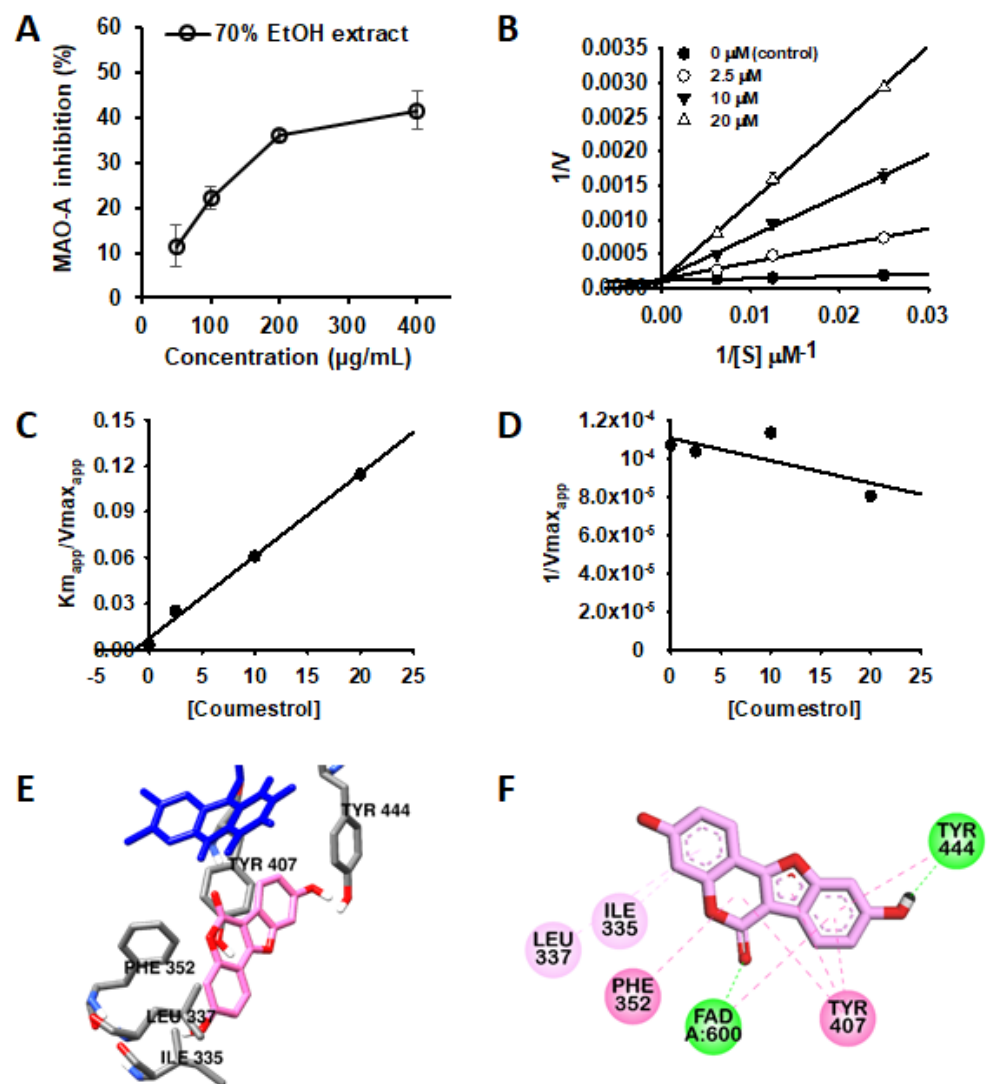 A
70% EtOH extract
MAO-A inhibition (%)
60
50
40
30
20
10
0
0 100 200 300 400
Concentration (µg/mL)
B
0 µM (control)
2.5 µM
10 µM
20 µM
1/V
0.0035
0.0030
0.0025
0.0020
0.0015
0.0010
0.0005
0.0000
0.00 0.01 0.02 0.03
1/[S] µM-1
C
Kmapp/Vmaxapp
0.15
0.12
0.09
0.06
0.03
0.00
-5 0 5 10 15 20 25
[Coumestrol]
D
1/Vmaxapp
1.2x10-4
10-4
8.0x10-5
6.0x10-5
4.0x10-5
2.0x10-5
0
0 5 10 15 20 25
[Coumestrol]
E
TYR 444
TYR 407
PHE 352
LEU 337
ILE 335
F
TYR
444
ILE
335
LEU
337
PHE
352
FAD
A:600
TYR
407